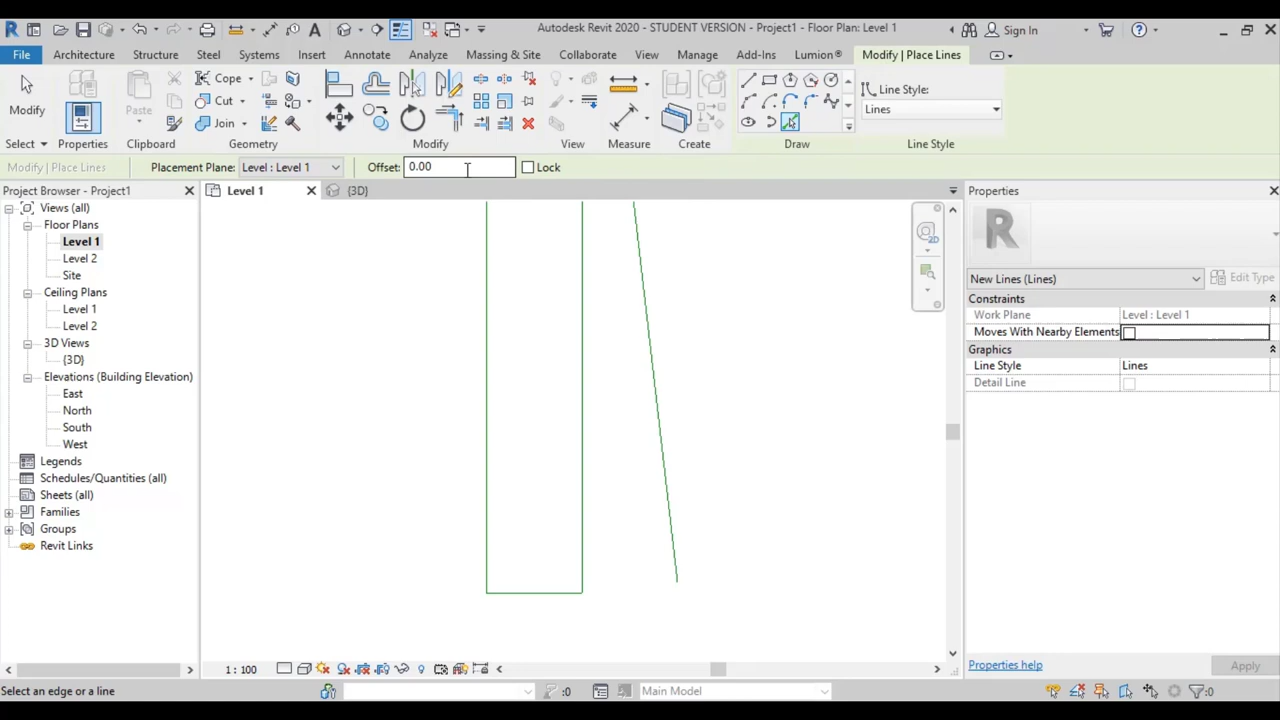 Autodesk Revit 2020 - STUDENT VERSION - Project1 - Floor Plan: Level 1
Sign In
File Architecture Structure Steel Systems Insert Annotate Analyze Massing & Site Collaborate View Manage Add-Ins Lumion® Modify | Place Lines
Modify
Paste
Cope
Cut
Join
Line Style:
Lines
Select Properties Clipboard Geometry Modify View Measure Create Draw Line Style
Modify | Place Lines Placement Plane: Level : Level 1 Offset: 0.00 Lock
Project Browser - Project1
Level 1
{3D}
Properties
Views (all)
Floor Plans
Level 1
Level 2
Site
Ceiling Plans
Level 1
Level 2
3D Views
{3D}
Elevations (Building Elevation)
East
North
South
West
Legends
Schedules/Quantities (all)
Sheets (all)
Families
Groups
Revit Links
2D
R
New Lines (Lines)
Edit Type
Constraints
Work Plane Level : Level 1
Moves With Nearby Elements
Graphics
Line Style Lines
Detail Line
1 : 100
Properties help
Apply
Select an edge or a line
:0
Main Model
:0